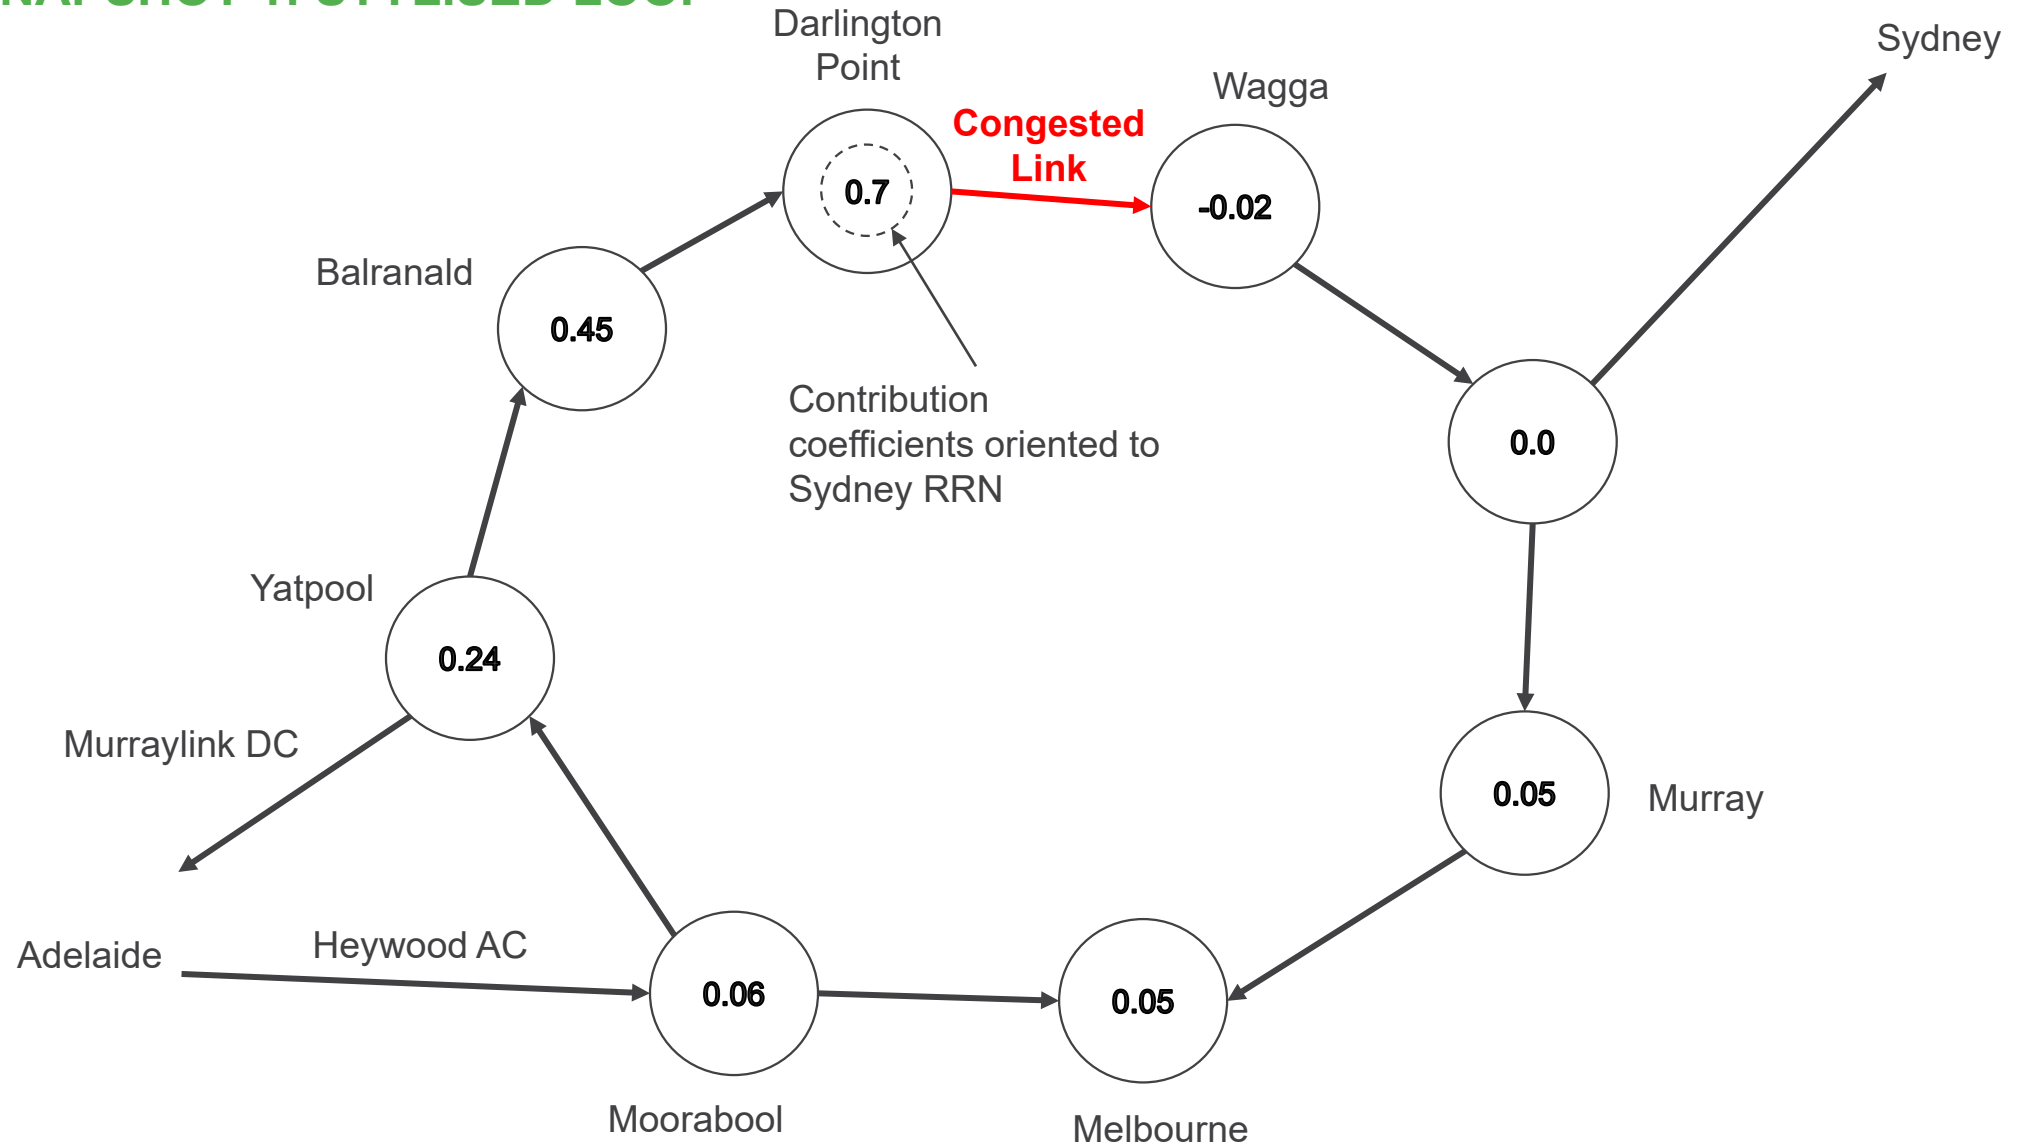 Darlington
Point
Sydney
Wagga
Congested
Link
0.7
-0.02
Balranald
0.45
Contribution
coefficients oriented to
Sydney RRN
0.0
Yatpool
0.24
Murraylink DC
0.05
Murray
Adelaide
Heywood AC
0.06
0.05
Moorabool
Melbourne